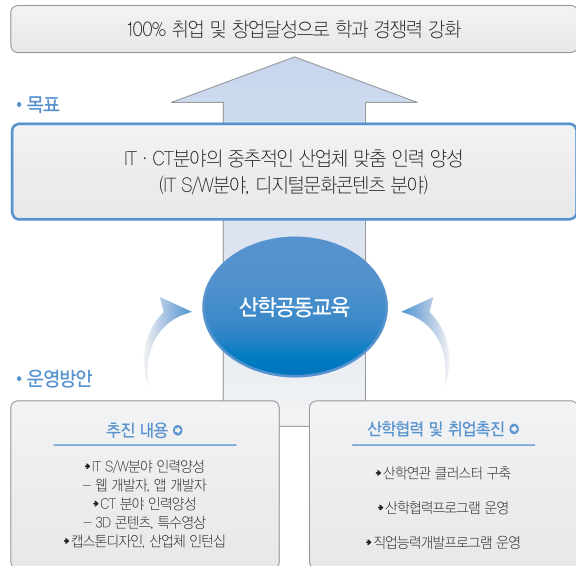 100% 취업 및 창업달성으로 학과 경쟁력 강화
• 목표
IT · CT분야의 중추적인 산업체 맞춤 인력 양성
(IT S/W분야, 디지털문화콘텐츠 분야)
산학공동교육
• 운영방안
추진 내용
IT S/W분야 인력양성
– 웹 개발자, 앱 개발자
CT 분야 인력양성
– 3D 콘텐츠, 특수영상
캡스톤디자인, 산업체 인턴십
산학협력 및 취업촉진
산학연관 클러스터 구축
산학협력프로그램 운영
직업능력개발프로그램 운영